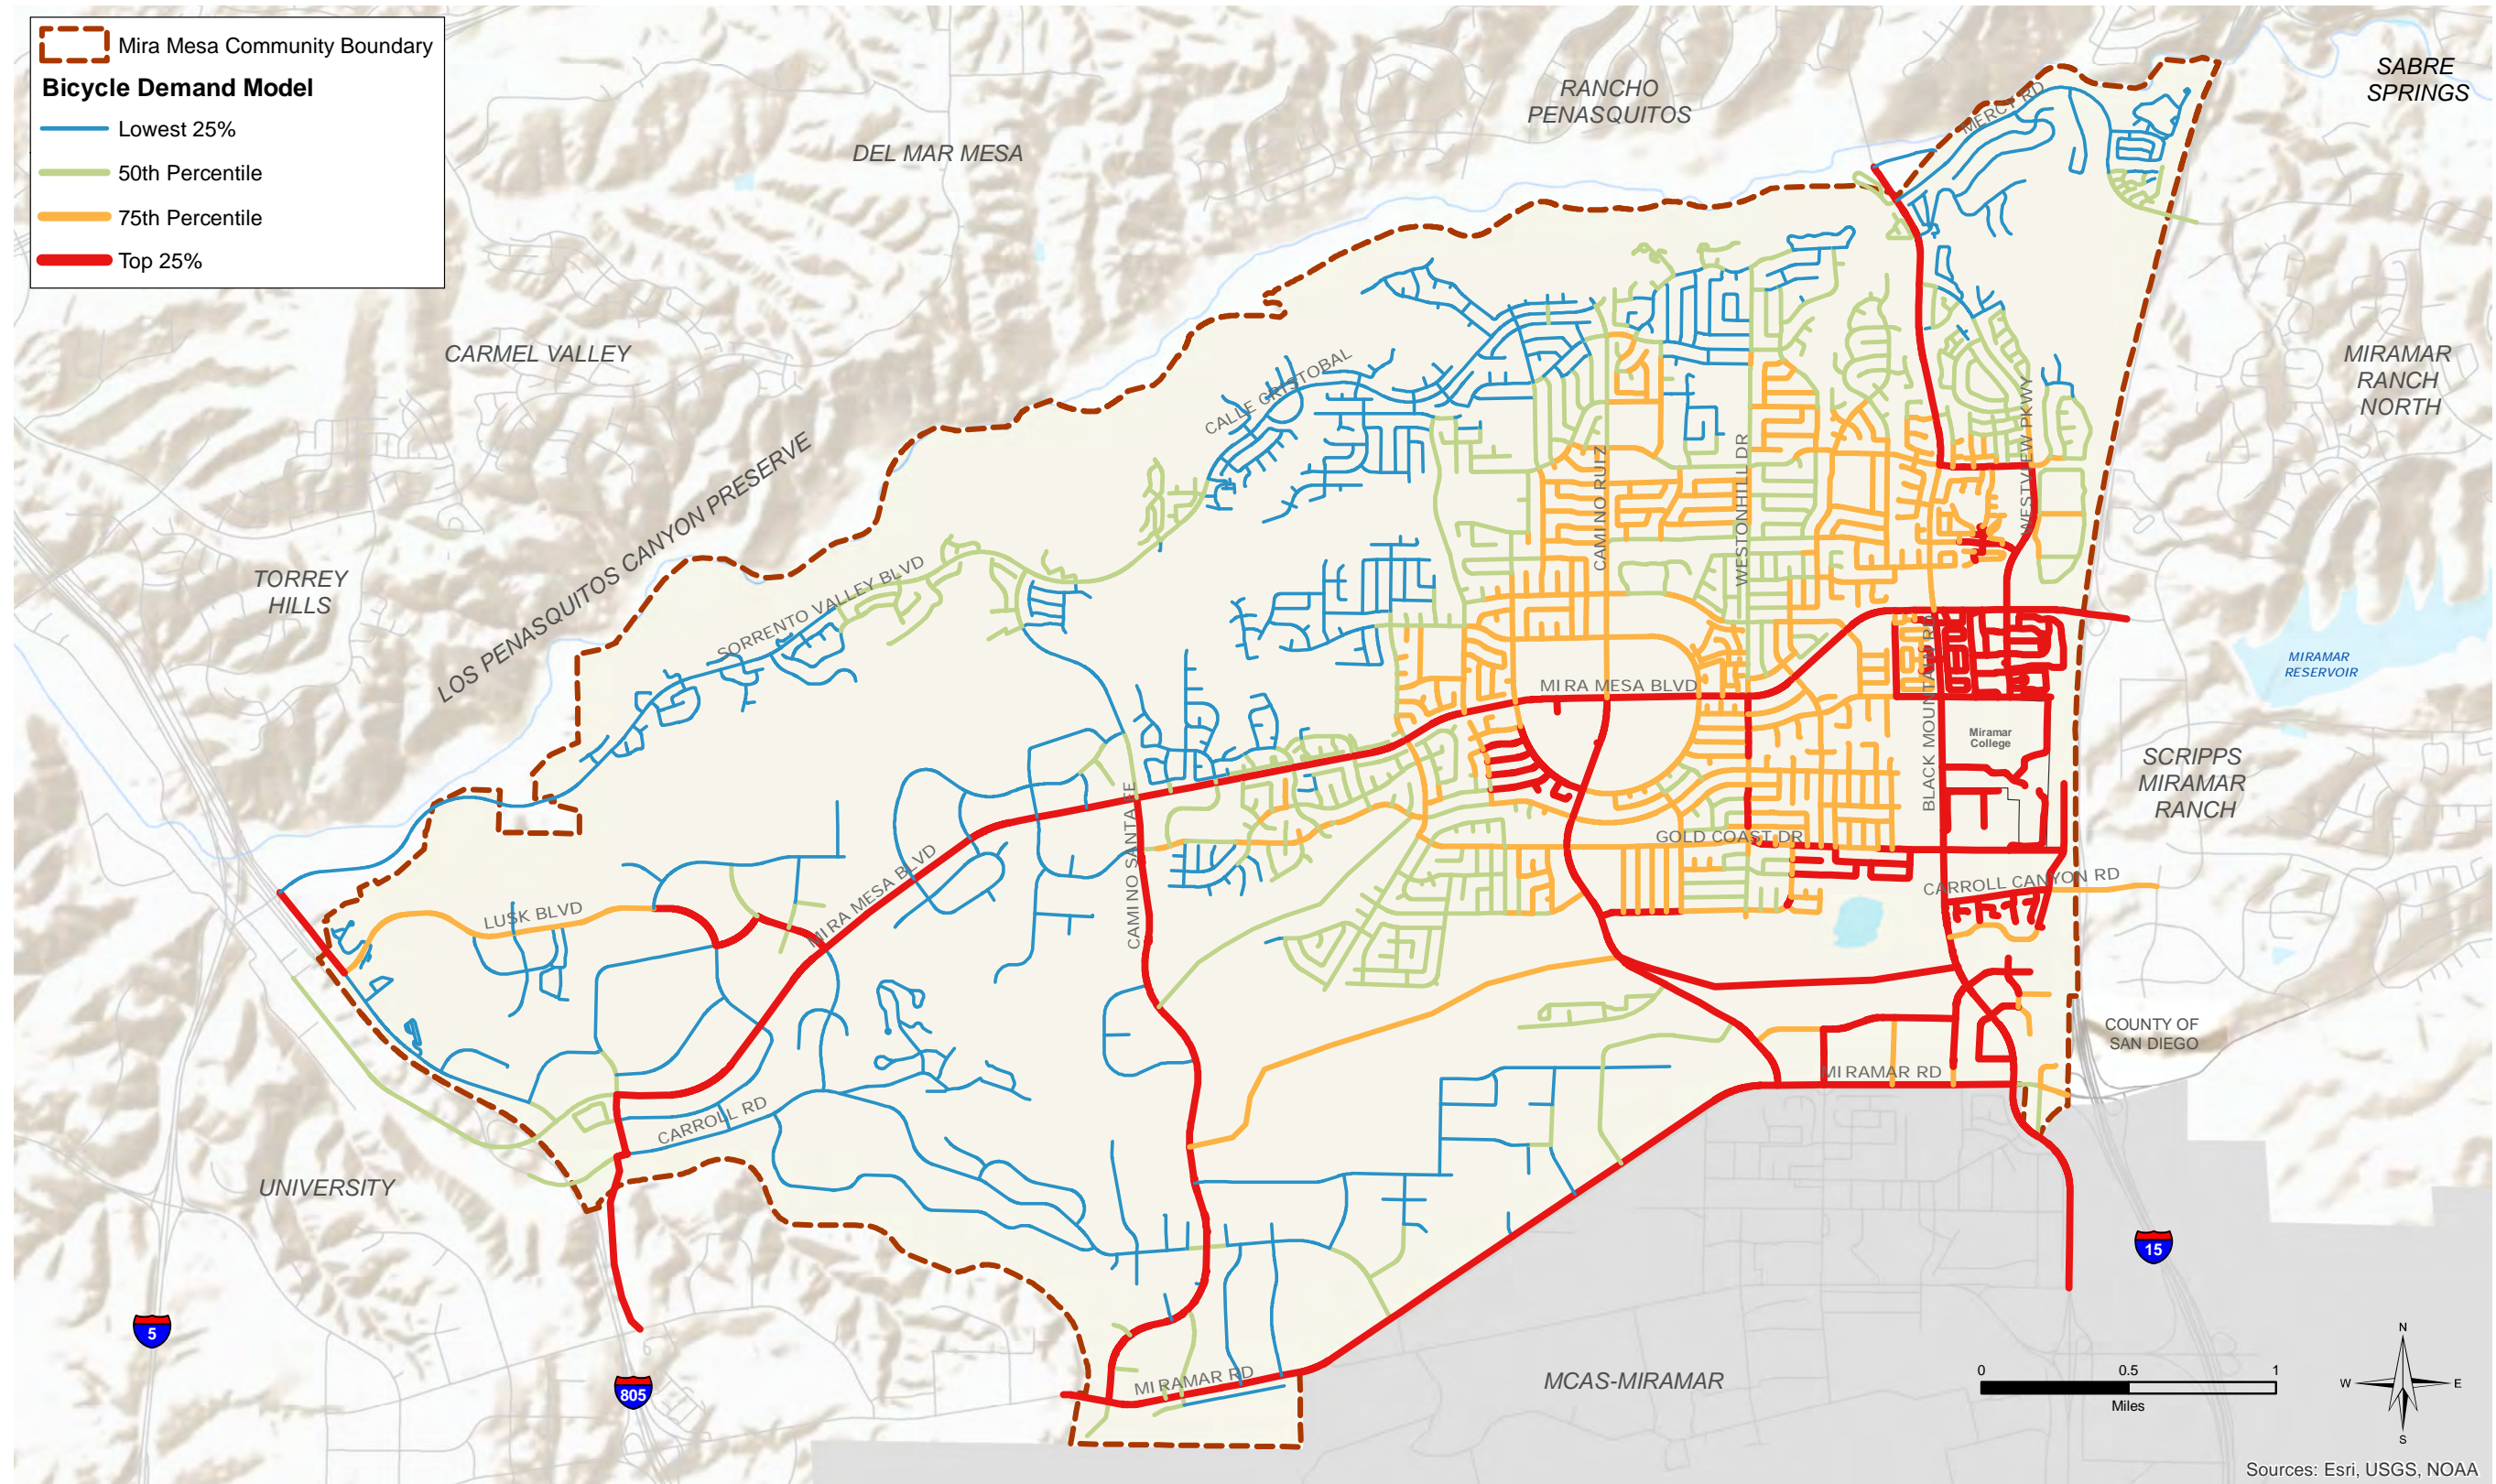 Mira Mesa Community Boundary
Bicycle Demand Model
Lowest 25%
50th Percentile
75th Percentile
Top 25%
SABRE
SPRINGS
RANCHO
PENASQUITOS
MERCY RD
DEL MAR MESA
CARMEL VALLEY
CALLE CRISTOBAL
MIRAMAR
RANCH
NORTH
WESTVIEW PKWY
CAMINO RUIZ
WESTONHILL DR
LOS PENASQUITOS CANYON PRESERVE
TORREY
HILLS
SORRENTO VALLEY BLVD
MIRAMAR
RESERVOIR
MIRA MESA BLVD
BLACK MOUNTAIN RD
Miramar
College
SCRIPPS
MIRAMAR
RANCH
CAMINO SANTA FE
GOLD COAST DR
CARROLL CANYON RD
LUSK BLVD
MIRA MESA BLVD
COUNTY OF
SAN DIEGO
MIRAMAR RD
CARROLL RD
UNIVERSITY
15
5
805
MIRAMAR RD
MCAS-MIRAMAR
0 0.5 1
Miles
N
W E
S
Sources: Esri, USGS, NOAA